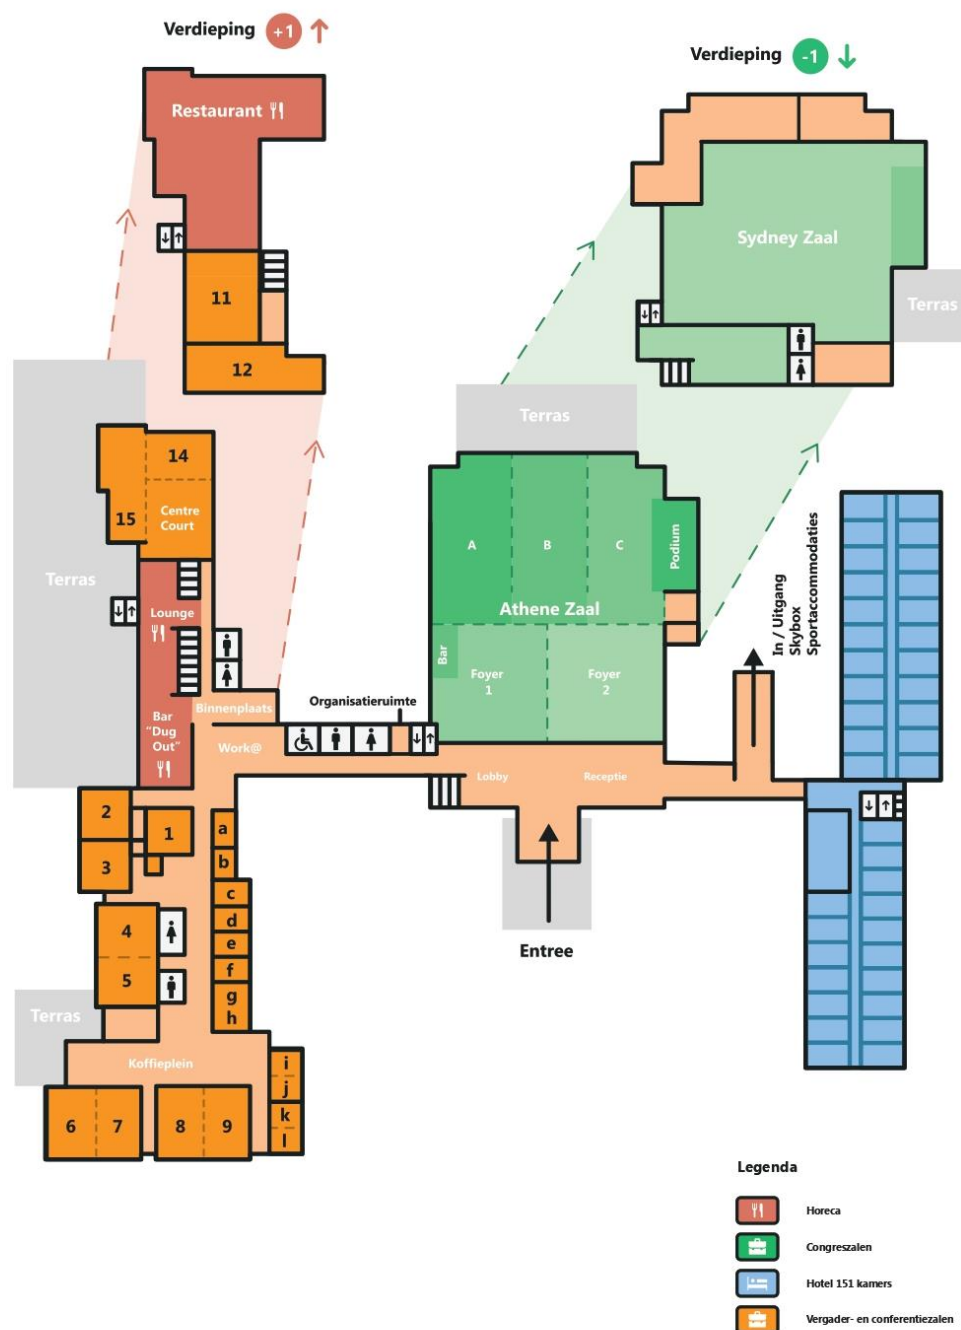 Verdieping +1
Verdieping -1
Restaurant
Sydney Zaal
Terras
11
12
Terras
14
15
Centre
Court
Terras
Lounge
A
B
C
Podium
Athene Zaal
In / Uitgang
Skybox
Sportaccommodaties
Bar
Foyer
1
Foyer
2
Binnenplaats
Organisatieruimte
Bar
"Dug
Out"
Work@
Lobby
Receptie
2
1
3
a
b
c
d
e
f
g
h
4
5
Entree
Terras
Koffieplein
i
j
k
l
6
7
8
9
Legenda
Horeca
Congreszalen
Hotel 151 kamers
Vergader- en conferentiezalen